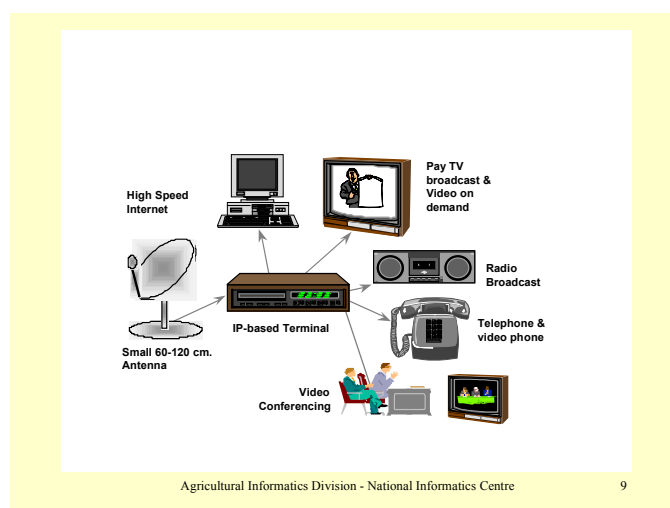 Pay TV
broadcast &
Video on
demand
High Speed
Internet
Radio
Broadcast
IP-based Terminal
Telephone &
video phone
Small 60-120 cm.
Antenna
Video
Conferencing
Agricultural Informatics Division - National Informatics Centre
9